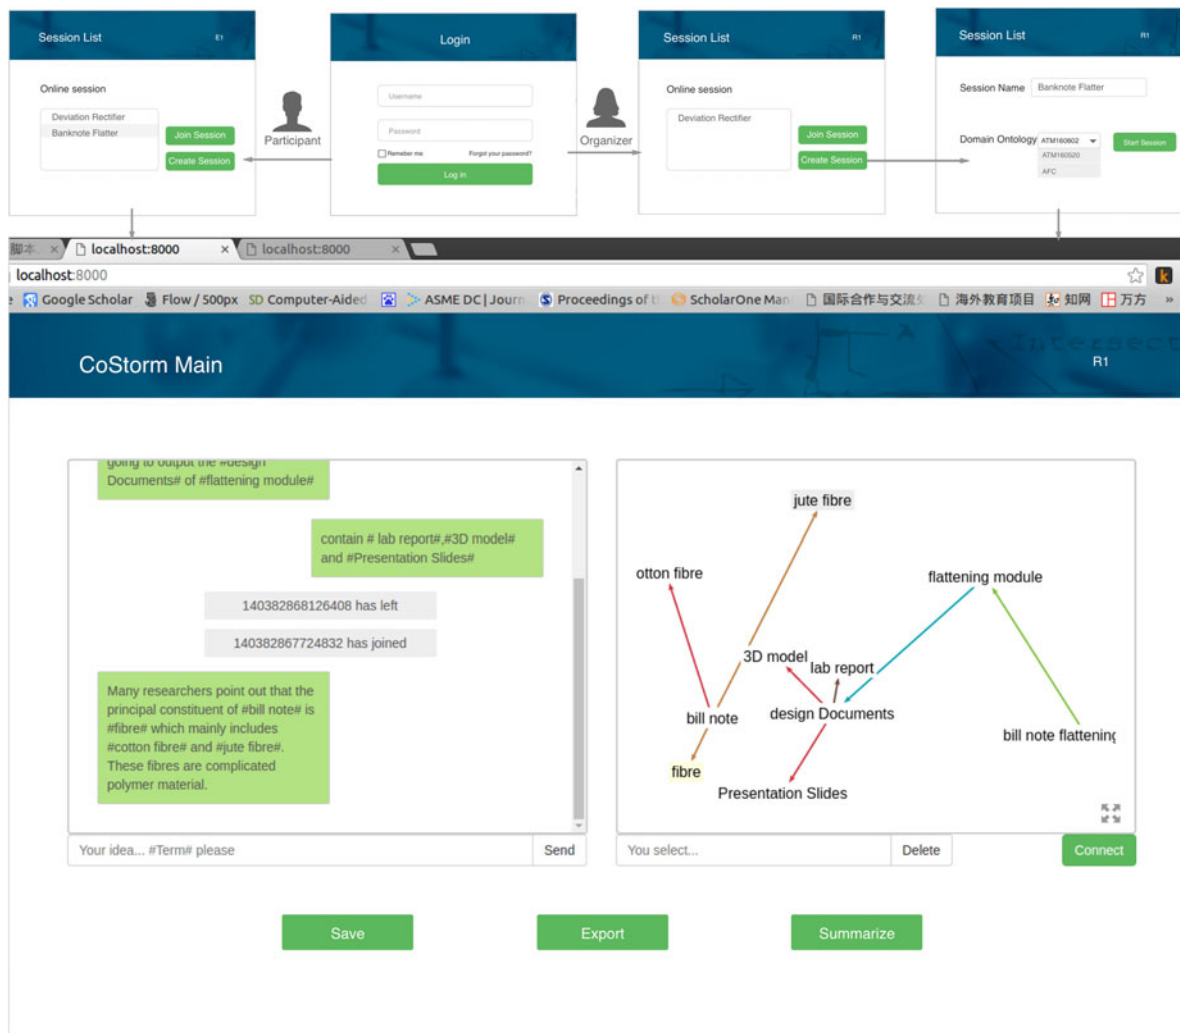 Session List
E1
Online session
Deviation Rectifier
Banknote Flatter
Join Session
Create Session
Participant
Login
Username
Password
Remeber me
Forgot your password?
Log in
Organizer
Session List
R1
Online session
Deviation Rectifier
Join Session
Create Session
Session List
R1
Session Name
Banknote Flatter
Domain Ontology
ATM160602
ATM160520
AFC
Start Session
脚本
localhost:8000
localhost:8000
localhost:8000
e Google Scholar Flow / 500px SD Computer-Aided ASME DC | Journ Proceedings of ScholarOne Man 国际合作与交流 海外教育项目 知网 万方 »
CoStorm Main
R1
going to output the #design
Documents# of #flattening module#
contain # lab report#,#3D model#
and #Presentation Slides#
140382868126408 has left
140382867724832 has joined
Many researchers point out that the
principal constituent of #bill note# is
#fibre# which mainly includes
#cotton fibre# and #jute fibre#.
These fibres are complicated
polymer material.
Your idea... #Term# please
Send
jute fibre
otton fibre
flattening module
3D model
lab report
bill note
design Documents
bill note flattening
fibre
Presentation Slides
You select...
Delete
Connect
Save
Export
Summarize